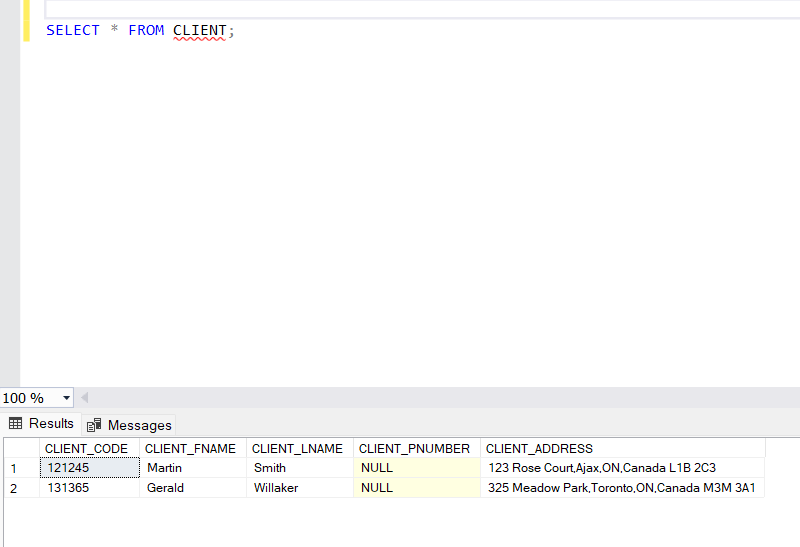 SELECT * FROM CLIENT;
100 %
Results Messages
CLIENT_CODE CLIENT_FNAME CLIENT_LNAME CLIENT_PNUMBER CLIENT_ADDRESS
1 121245 Martin Smith NULL 123 Rose Court,Ajax,ON,Canada L1B 2C3
2 131365 Gerald Willaker NULL 325 Meadow Park,Toronto,ON,Canada M3M 3A1